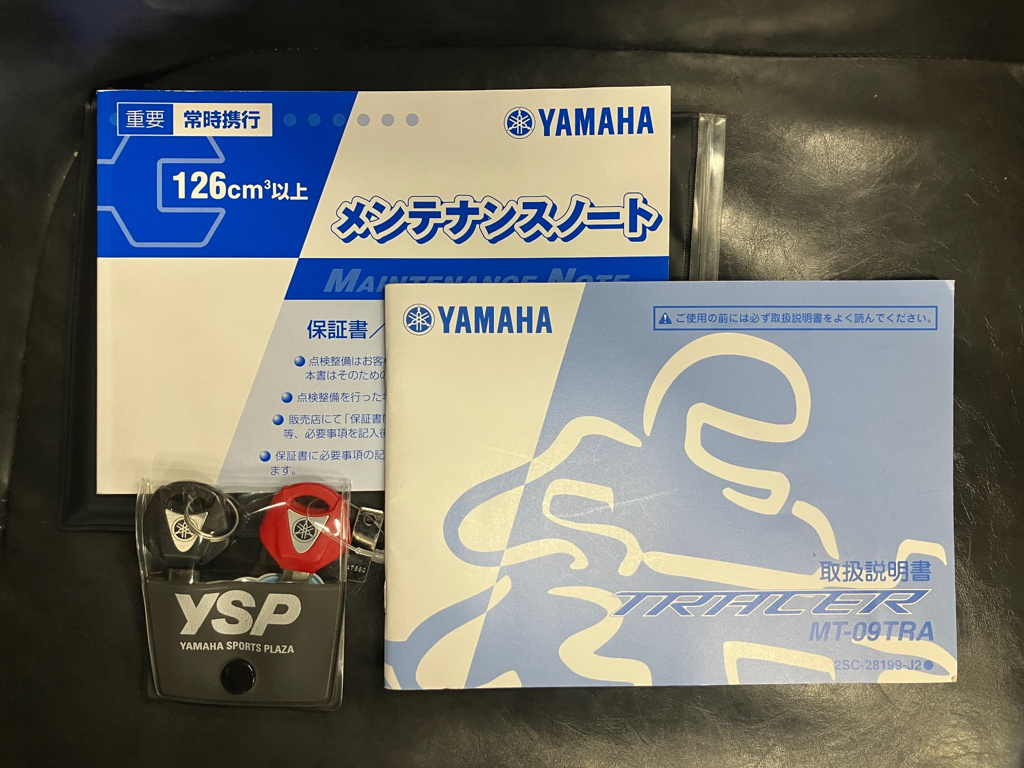 重要 常時携行
YAMAHA
126cm³以上
メンテナンスノート
MAINTENANCE NOTE
保証書/
点検整備はお客
本書はそのための
点検整備を行った
販売店にて「保証書
等、必要事項を記入後
保証書に必要事項の記
ます。
YAMAHA
ご使用の前には必ず取扱説明書をよく読んでください。
取扱説明書
TRACER
MT-09TRA
2SC-28199-J2●
YSP
YAMAHA SPORTS PLAZA